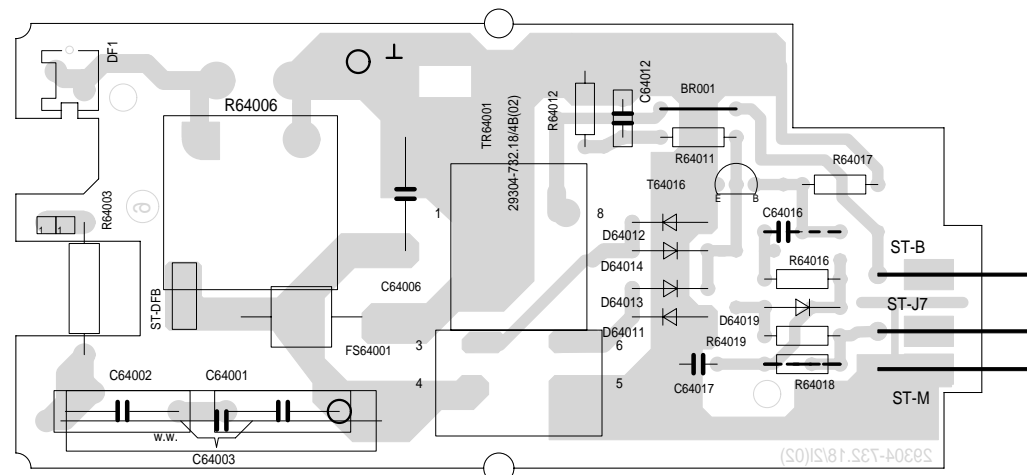 DF1
R64006
⊥
TR64001
29304-732.18/4B(02)
R64012
C64012
BR001
R64011
T64016
E
B
R64017
R64003
1 1
a
1
8
D64012
D64014
D64013
D64011
C64016
R64016
D64019
R64019
R64018
C64017
ST-B
ST-J7
ST-M
ST-DFB
C64006
FS64001
3
4
6
5
C64002
C64001
w.w.
C64003
29304-732.18/2I(02)